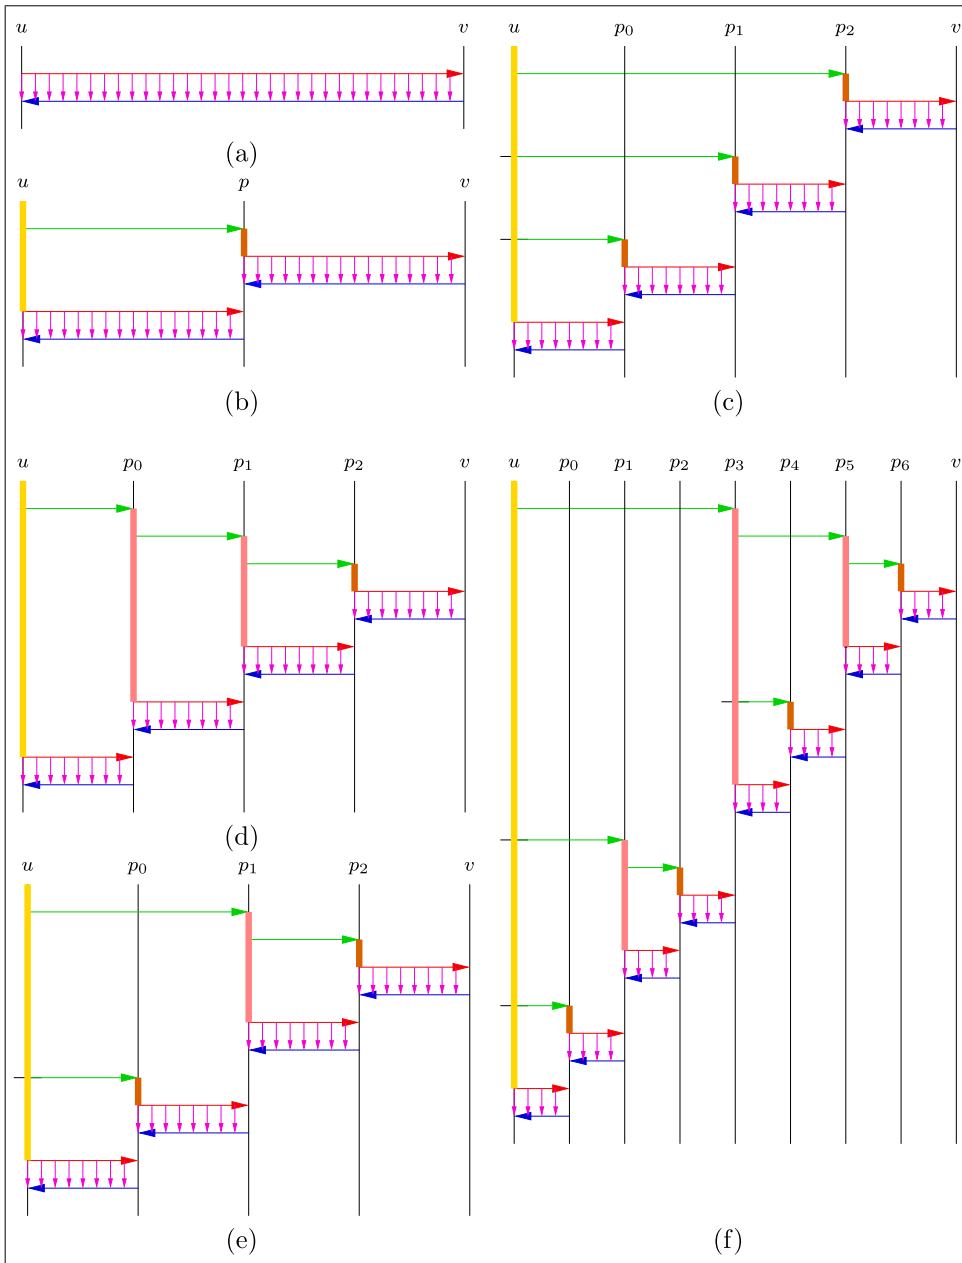 u v
(a)
u p v
(b)
u p₀ p₁ p₂ v
(c)
u p₀ p₁ p₂ v
(d)
u p₀ p₁ p₂ v
(e)
u p₀ p₁ p₂ p₃ p₄ p₅ p₆ v
(f)